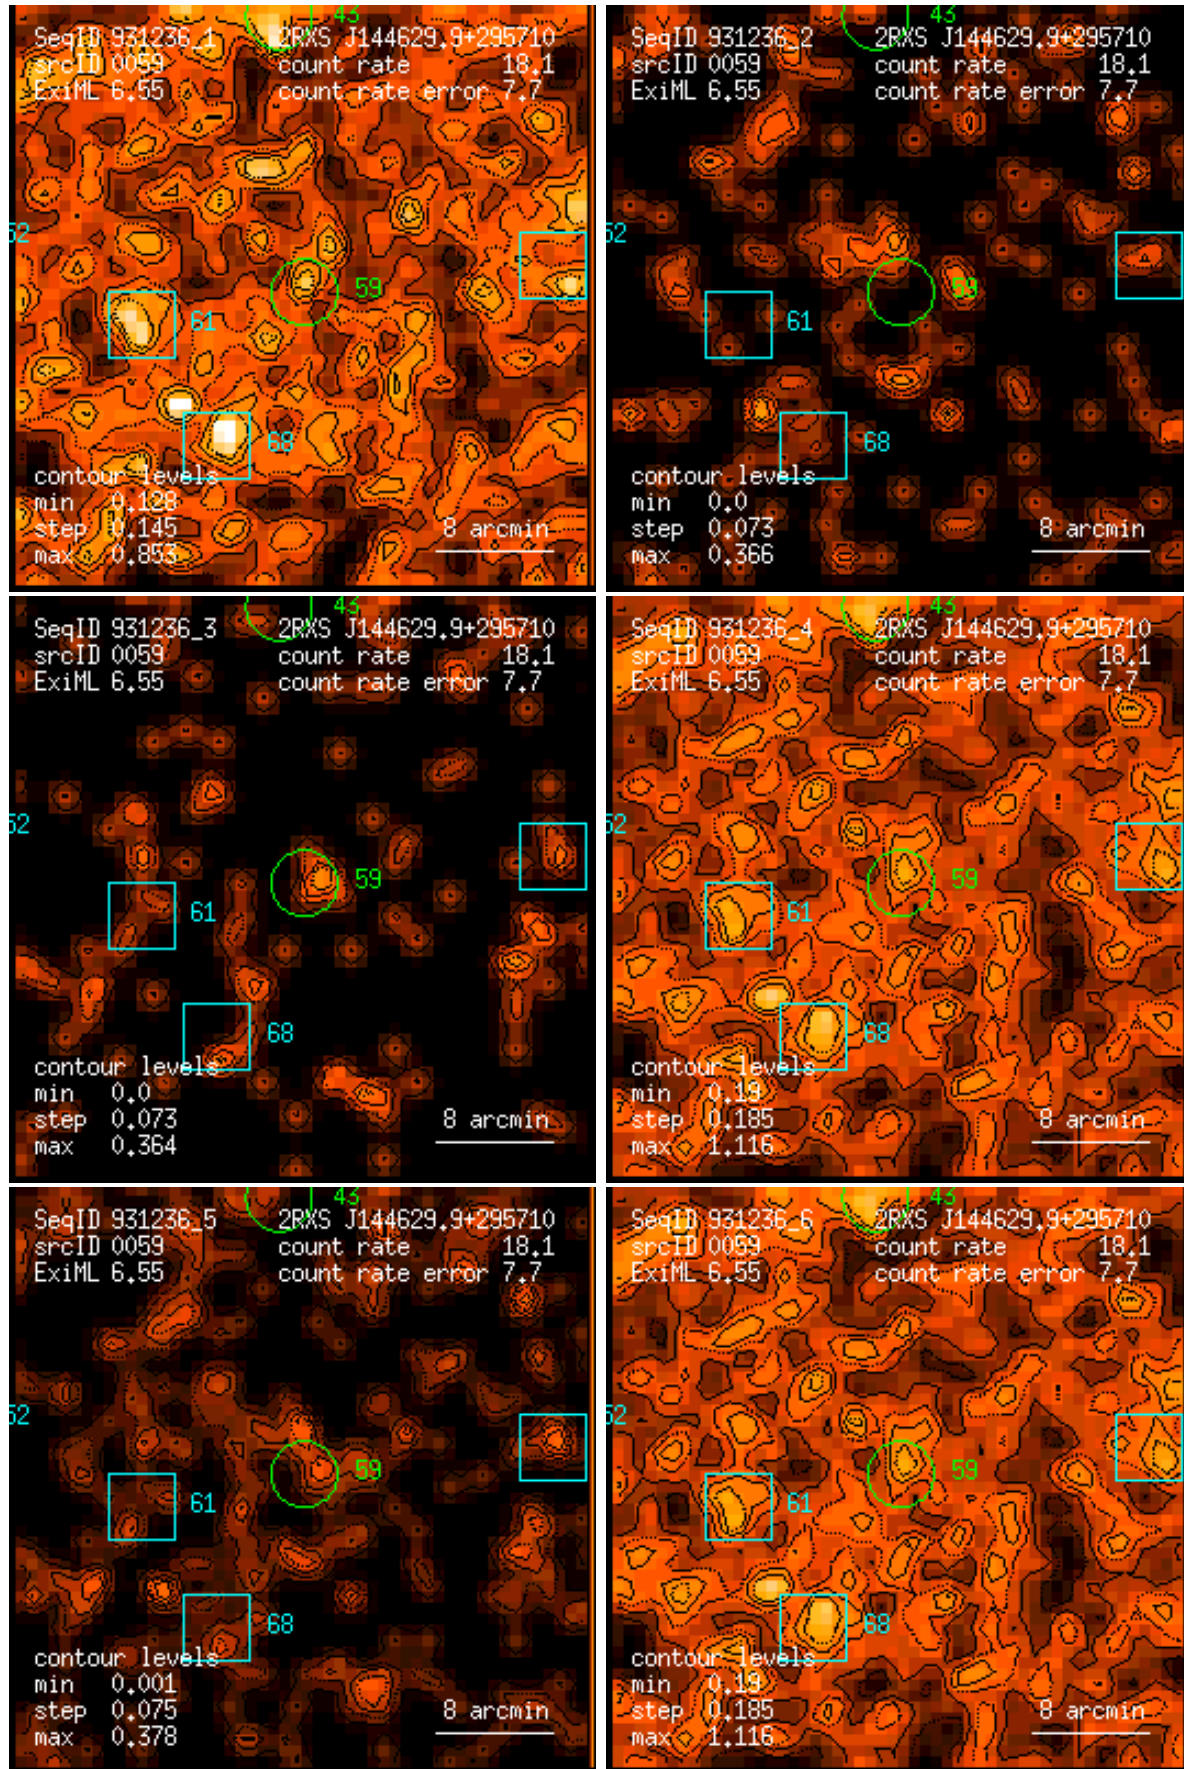 43
SeqID 931236_1 2RXS J144629.9+295710
srcID 0059 count rate 18.1
ExiML 6.55 count rate error 7.7
52
59
61
68
contour levels
min 0.128
step 0.145 8 arcmin
max 0.853
43
SeqID 931236_2 2RXS J144629.9+295710
srcID 0059 count rate 18.1
ExiML 6.55 count rate error 7.7
52
59
61
68
contour levels
min 0.0
step 0.073 8 arcmin
max 0.366
43
SeqID 931236_3 2RXS J144629.9+295710
srcID 0059 count rate 18.1
ExiML 6.55 count rate error 7.7
52
59
61
68
contour levels
min 0.0
step 0.073 8 arcmin
max 0.364
43
SeqID 931236_4 2RXS J144629.9+295710
srcID 0059 count rate 18.1
ExiML 6.55 count rate error 7.7
52
59
61
68
contour levels
min 0.19
step 0.185 8 arcmin
max 1.116
43
SeqID 931236_5 2RXS J144629.9+295710
srcID 0059 count rate 18.1
ExiML 6.55 count rate error 7.7
52
59
61
68
contour levels
min 0.001
step 0.075 8 arcmin
max 0.378
43
SeqID 931236_6 2RXS J144629.9+295710
srcID 0059 count rate 18.1
ExiML 6.55 count rate error 7.7
52
59
61
68
contour levels
min 0.19
step 0.185 8 arcmin
max 1.116